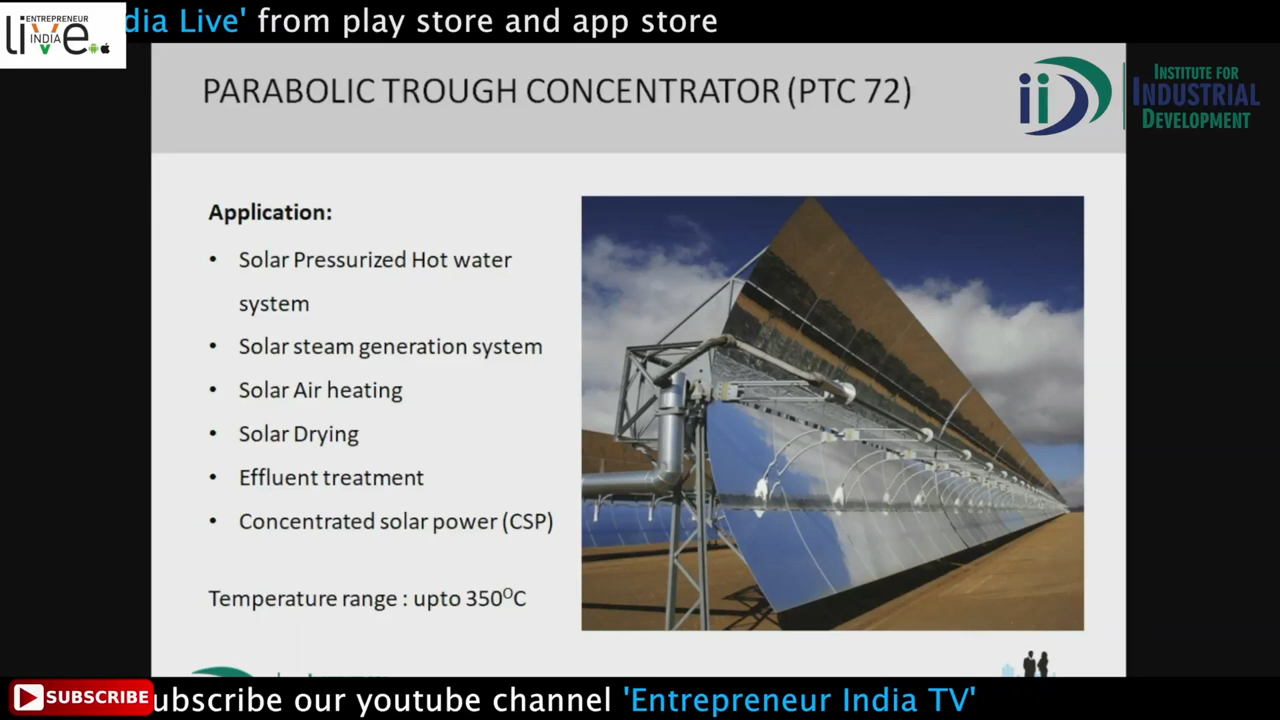 ENTREPRENEUR
live
INDIA
dia Live' from play store and app store
PARABOLIC TROUGH CONCENTRATOR (PTC 72)
iiD
INSTITUTE FOR
INDUSTRIAL
DEVELOPMENT
Application:
• Solar Pressurized Hot water
system
• Solar steam generation system
• Solar Air heating
• Solar Drying
• Effluent treatment
• Concentrated solar power (CSP)
Temperature range : upto 350°C
SUBSCRIBE
ubscribe our youtube channel 'Entrepreneur India TV'